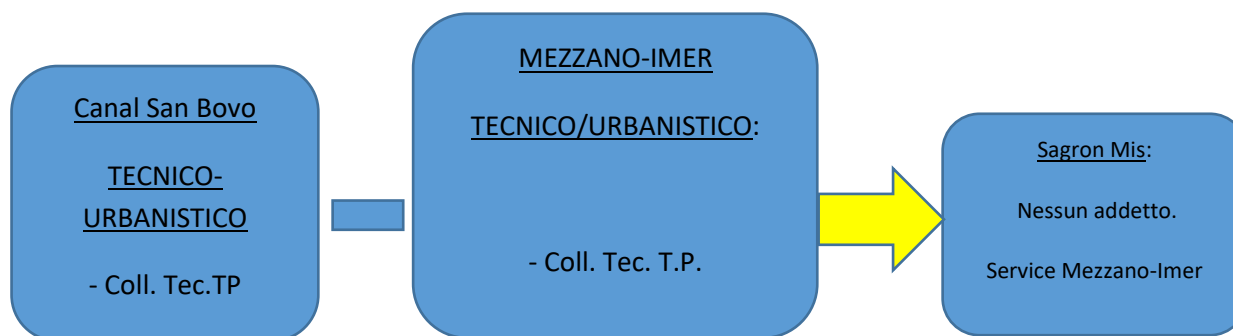 Canal San Bovo
TECNICO-
URBANISTICO
- Coll. Tec.TP
MEZZANO-IMER
TECNICO/URBANISTICO:
- Coll. Tec. T.P.
Sagron Mis:
Nessun addetto.
Service Mezzano-Imer